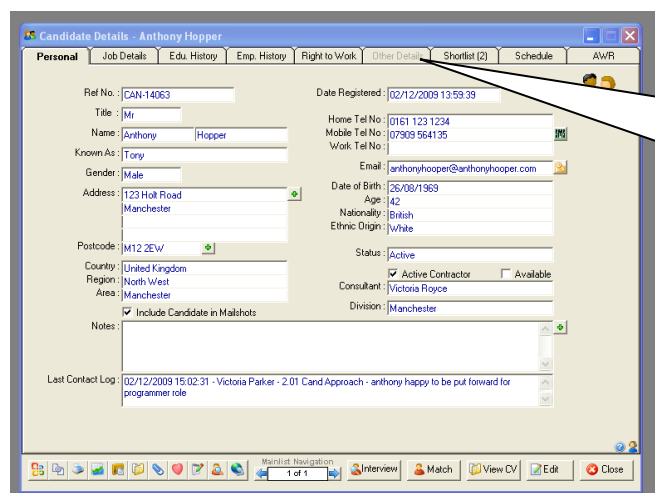 Candidate Details - Anthony Hopper
Personal Job Details Edu. History Emp. History Right to Work Other Details Shortlist (2) Schedule AWR
Ref No. : CAN-14063
Date Registered : 02/12/2009 13:59:39
Title : Mr
Home Tel No : 0161 123 1234
Name : Anthony Hopper
Mobile Tel No : 07909 564135
Work Tel No :
Known As : Tony
Email : anthonyhooper@anthonyhooper.com
Gender : Male
Date of Birth : 26/08/1969
Address : 123 Holt Road
Age : 42
Manchester
Nationality : British
Ethnic Origin : White
Postcode : M12 2EW
Status : Active
Country : United Kingdom
Active Contractor Available
Region : North West
Consultant : Victoria Royce
Area : Manchester
Division : Manchester
Include Candidate in Mailshots
Notes :
Last Contact Log : 02/12/2009 15:02:31 - Victoria Parker - 2.01 Cand Approach - anthony happy to be put forward for
programmer role
Mainlist Navigation
1 of 1
Interview Match View CV Edit Close